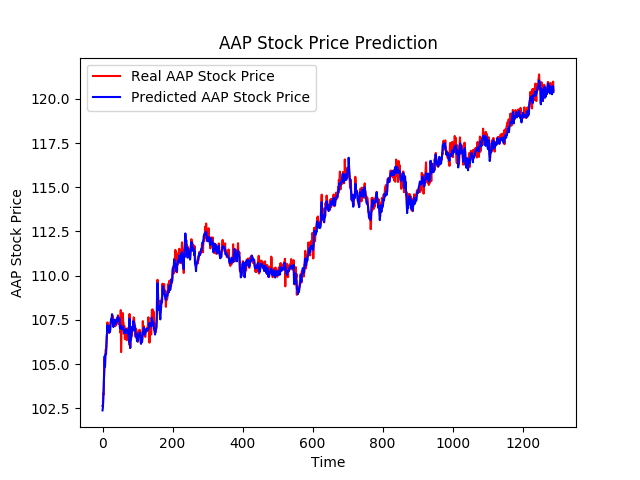 AAP Stock Price Prediction
Real AAP Stock Price
Predicted AAP Stock Price
AAP Stock Price
120.0
117.5
115.0
112.5
110.0
107.5
105.0
102.5
0 200 400 600 800 1000 1200
Time